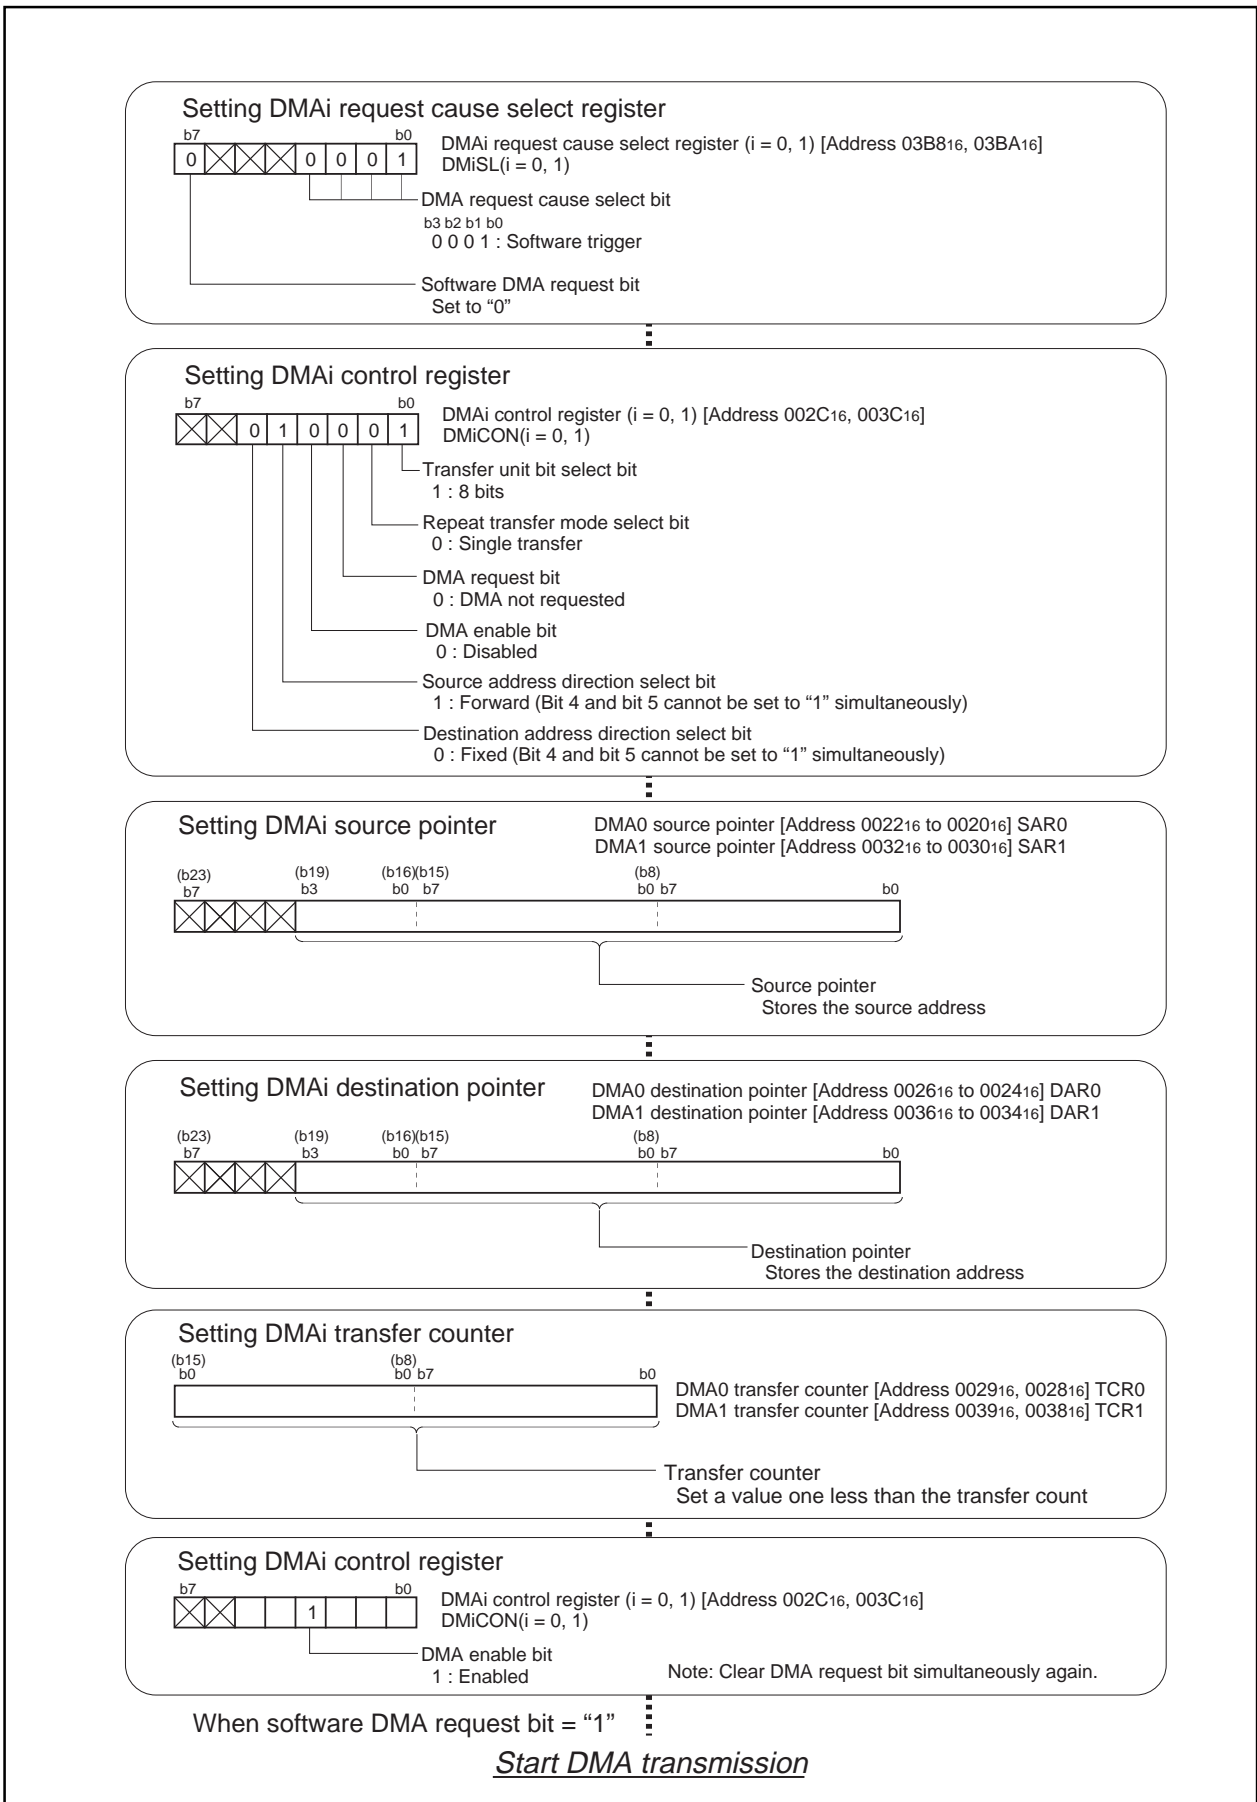 Setting DMAi request cause select register
b7 b0
0 0 0 0 1
DMAi request cause select register (i = 0, 1) [Address 03B816, 03BA16]
DMiSL(i = 0, 1)
DMA request cause select bit
b3 b2 b1 b0
0 0 0 1 : Software trigger
Software DMA request bit
Set to “0”
Setting DMAi control register
b7 b0
0 1 0 0 0 1
DMAi control register (i = 0, 1) [Address 002C16, 003C16]
DMiCON(i = 0, 1)
Transfer unit bit select bit
1 : 8 bits
Repeat transfer mode select bit
0 : Single transfer
DMA request bit
0 : DMA not requested
DMA enable bit
0 : Disabled
Source address direction select bit
1 : Forward (Bit 4 and bit 5 cannot be set to “1” simultaneously)
Destination address direction select bit
0 : Fixed (Bit 4 and bit 5 cannot be set to “1” simultaneously)
Setting DMAi source pointer
DMA0 source pointer [Address 002216 to 002016] SAR0
DMA1 source pointer [Address 003216 to 003016] SAR1
(b23) (b19) (b16)(b15) (b8)
b7 b3 b0 b7 b0 b7 b0
Source pointer
Stores the source address
Setting DMAi destination pointer
DMA0 destination pointer [Address 002616 to 002416] DAR0
DMA1 destination pointer [Address 003616 to 003416] DAR1
(b23) (b19) (b16)(b15) (b8)
b7 b3 b0 b7 b0 b7 b0
Destination pointer
Stores the destination address
Setting DMAi transfer counter
(b15) (b8)
b0 b0 b7 b0
DMA0 transfer counter [Address 002916, 002816] TCR0
DMA1 transfer counter [Address 003916, 003816] TCR1
Transfer counter
Set a value one less than the transfer count
Setting DMAi control register
b7 b0
1
DMAi control register (i = 0, 1) [Address 002C16, 003C16]
DMiCON(i = 0, 1)
DMA enable bit
1 : Enabled
Note: Clear DMA request bit simultaneously again.
When software DMA request bit = “1”
Start DMA transmission